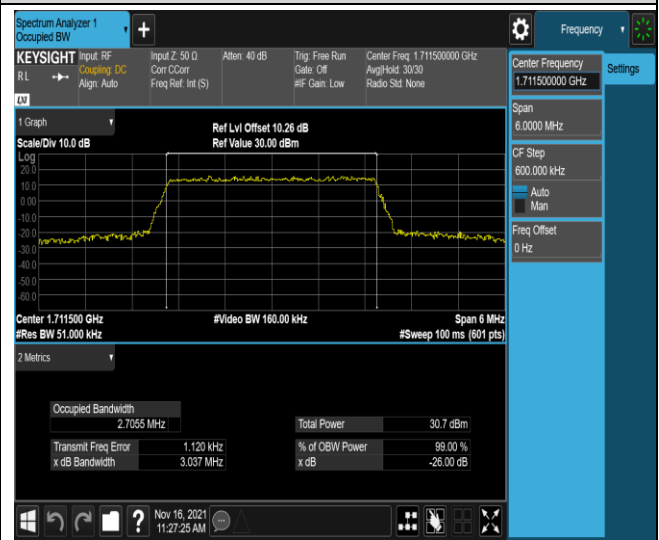 Spectrum Analyzer 1
Occupied BW
+
Frequency
KEYSIGHT
R L
LXI
Input: RF
Coupling: DC
Align: Auto
Input Z: 50 Ω
Corr CCorr
Freq Ref: Int (S)
Atten: 40 dB
Trig: Free Run
Gate: Off
#IF Gain: Low
Center Freq: 1.711500000 GHz
Avg|Hold: 30/30
Radio Std: None
Center Frequency
1.711500000 GHz
Settings
Span
6.0000 MHz
CF Step
600.000 kHz
Auto
Man
Freq Offset
0 Hz
1 Graph
Scale/Div 10.0 dB
Ref Lvl Offset 10.26 dB
Ref Value 30.00 dBm
Log
20.0
10.0
0.00
-10.0
-20.0
-30.0
-40.0
-50.0
-60.0
Center 1.711500 GHz
#Video BW 160.00 kHz
Span 6 MHz
#Res BW 51.000 kHz
#Sweep 100 ms (601 pts)
2 Metrics
Occupied Bandwidth
2.7055 MHz
Total Power 30.7 dBm
Transmit Freq Error 1.120 kHz
% of OBW Power 99.00 %
x dB Bandwidth 3.037 MHz
x dB -26.00 dB
?
Nov 16, 2021
11:27:25 AM